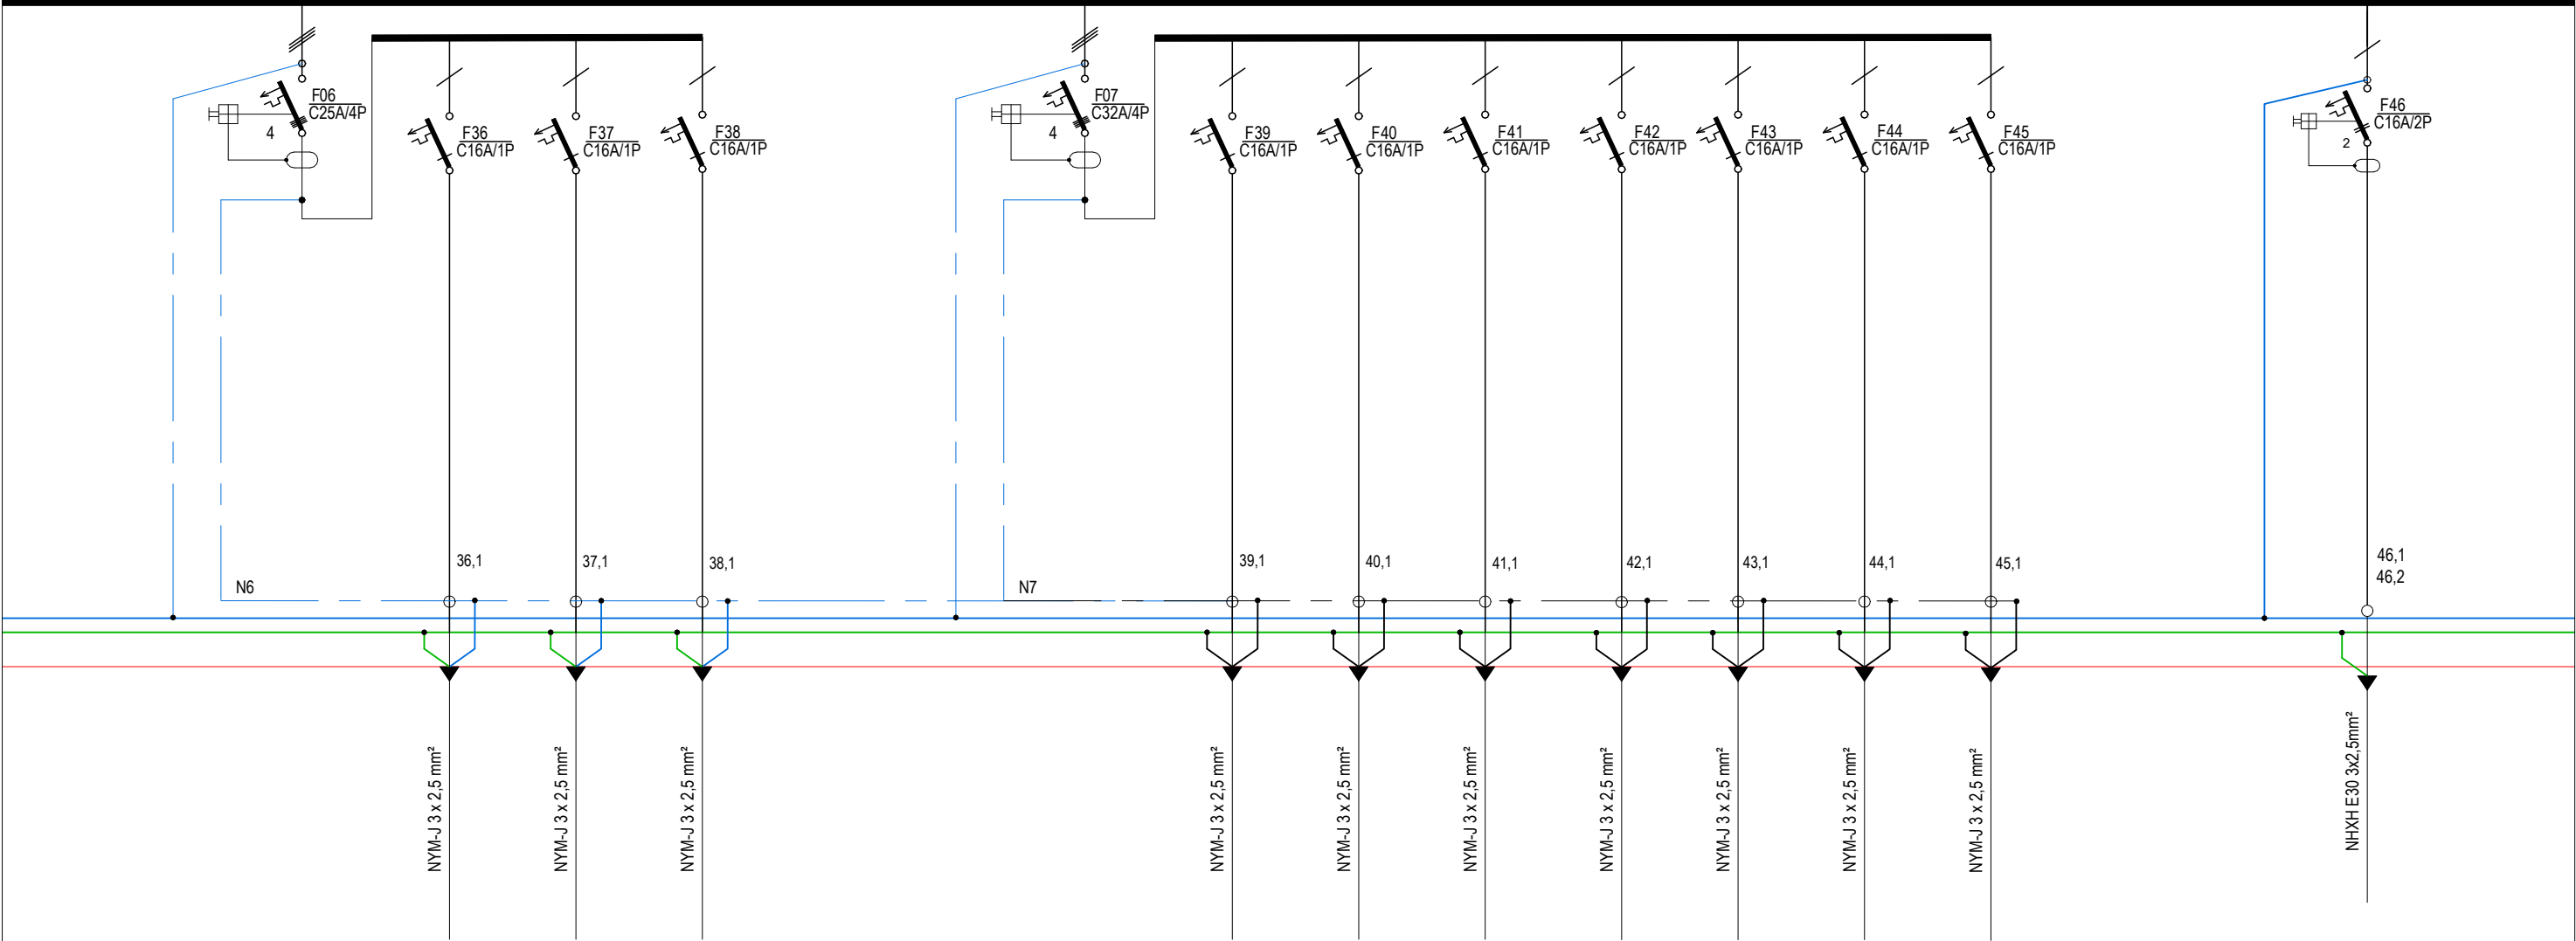 F06
C25A/4P
4
F36
C16A/1P
F37
C16A/1P
F38
C16A/1P
F07
C32A/4P
4
F39
C16A/1P
F40
C16A/1P
F41
C16A/1P
F42
C16A/1P
F43
C16A/1P
F44
C16A/1P
F45
C16A/1P
F46
C16A/2P
2
N6
36,1
37,1
38,1
N7
39,1
40,1
41,1
42,1
43,1
44,1
45,1
46,1
46,2
NYM-J 3 x 2,5 mm²
NYM-J 3 x 2,5 mm²
NYM-J 3 x 2,5 mm²
NYM-J 3 x 2,5 mm²
NYM-J 3 x 2,5 mm²
NYM-J 3 x 2,5 mm²
NYM-J 3 x 2,5 mm²
NYM-J 3 x 2,5 mm²
NYM-J 3 x 2,5 mm²
NYM-J 3 x 2,5 mm²
NHXH E30 3x2,5mm²